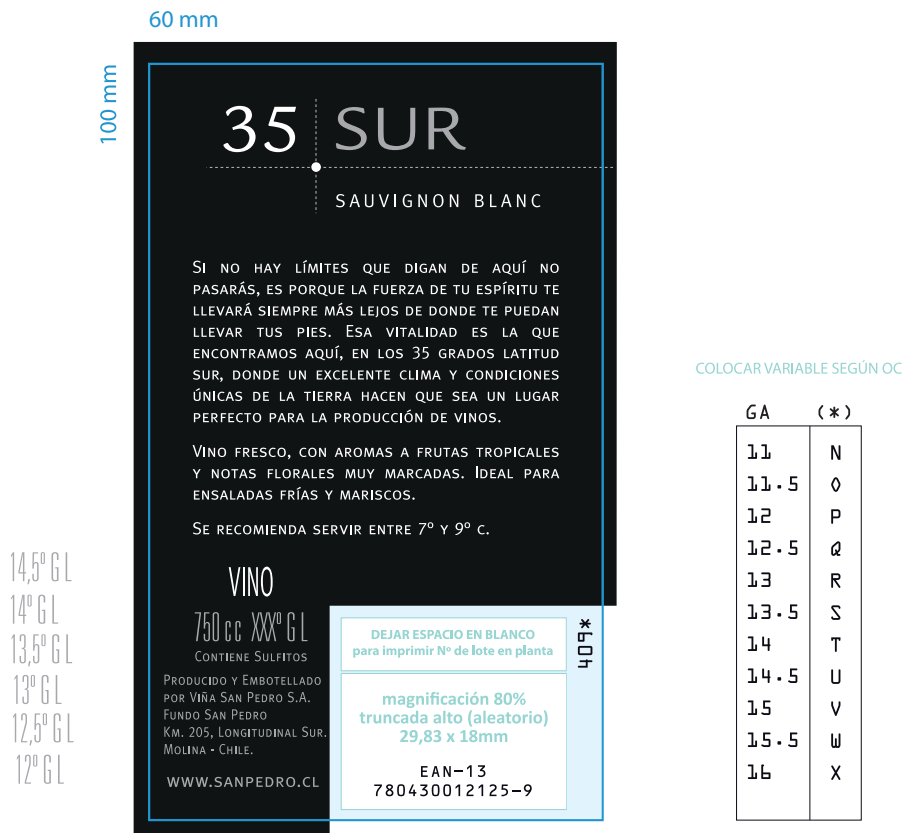 60 mm
100 mm
35 SUR
SAUVIGNON BLANC
SI NO HAY LÍMITES QUE DIGAN DE AQUÍ NO
PASARÁS, ES PORQUE LA FUERZA DE TU ESPÍRITU TE
LLEVARÁ SIEMPRE MÁS LEJOS DE DONDE TE PUEDAN
LLEVAR TUS PIES. ESA VITALIDAD ES LA QUE
ENCONTRAMOS AQUÍ, EN LOS 35 GRADOS LATITUD
SUR, DONDE UN EXCELENTE CLIMA Y CONDICIONES
ÚNICAS DE LA TIERRA HACEN QUE SEA UN LUGAR
PERFECTO PARA LA PRODUCCIÓN DE VINOS.
VINO FRESCO, CON AROMAS A FRUTAS TROPICALES
Y NOTAS FLORALES MUY MARCADAS. IDEAL PARA
ENSALADAS FRÍAS Y MARISCOS.
SE RECOMIENDA SERVIR ENTRE 7º Y 9º C.
VINO
750 cc XXXº G L
CONTIENE SULFITOS
PRODUCIDO Y EMBOTELLADO
POR VIÑA SAN PEDRO S.A.
FUNDO SAN PEDRO
KM. 205, LONGITUDINAL SUR.
MOLINA - CHILE.
WWW.SANPEDRO.CL
DEJAR ESPACIO EN BLANCO
para imprimir Nº de lote en planta
magnificación 80%
truncada alto (aleatorio)
29,83 x 18mm
EAN-13
780430012125-9
*604
14,5º G L
14º G L
13,5º G L
13º G L
12,5º G L
12º G L
COLOCAR VARIABLE SEGÚN OC
GA (*)
11 N
11.5 O
12 P
12.5 Q
13 R
13.5 S
14 T
14.5 U
15 V
15.5 W
16 X